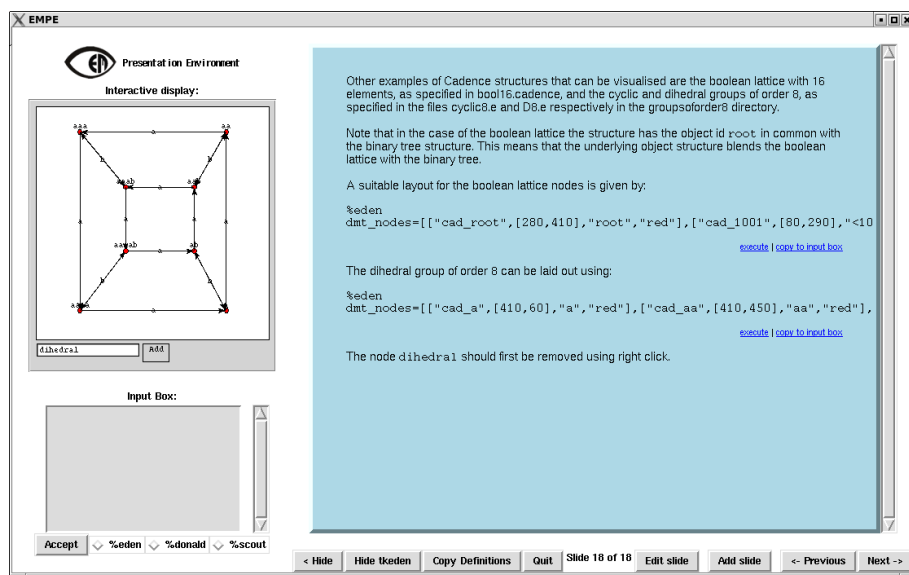 EMPE
EM
Presentation Environment
Interactive display:
aaa
a
aa
b
b
aaab
a
aab
a
a
a
a
aaaab
a
ab
b
b
aaaa
a
dihedral
Add
Input Box:
Accept
%eden
%donald
%scout
Other examples of Cadence structures that can be visualised are the boolean lattice with 16
elements, as specified in bool16.cadence, and the cyclic and dihedral groups of order 8, as
specified in the files cyclic8.e and D8.e respectively in the groupsoforder8 directory.
Note that in the case of the boolean lattice the structure has the object id root in common with
the binary tree structure. This means that the underlying object structure blends the boolean
lattice with the binary tree.
A suitable layout for the boolean lattice nodes is given by:
%eden
dmt_nodes=[["cad_root",[280,410],"root","red"],["cad_1001",[80,290],"<10
execute | copy to input box
The dihedral group of order 8 can be laid out using:
%eden
dmt_nodes=[["cad_a",[410,60],"a","red"],["cad_aa",[410,450],"aa","red"],
execute | copy to input box
The node dihedral should first be removed using right click.
< Hide
Hide tkeden
Copy Definitions
Quit
Slide 18 of 18
Edit slide
Add slide
<- Previous
Next ->